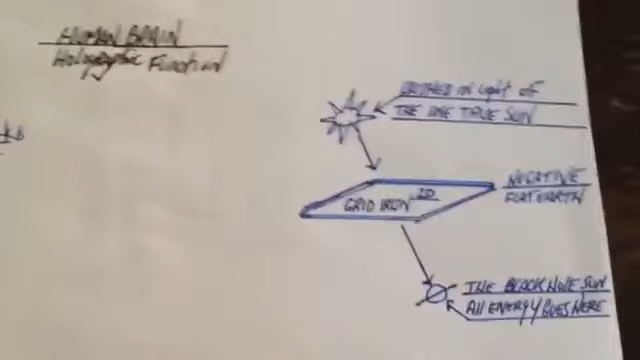 HUMAN BRAIN
Holographic Function
BATHED IN Light of
THE ONE TRUE SUN
GRID IRON 2D
NEGATIVE
FLAT EARTH
THE BLACK HOLE SUN
All ENERGY GOES HERE